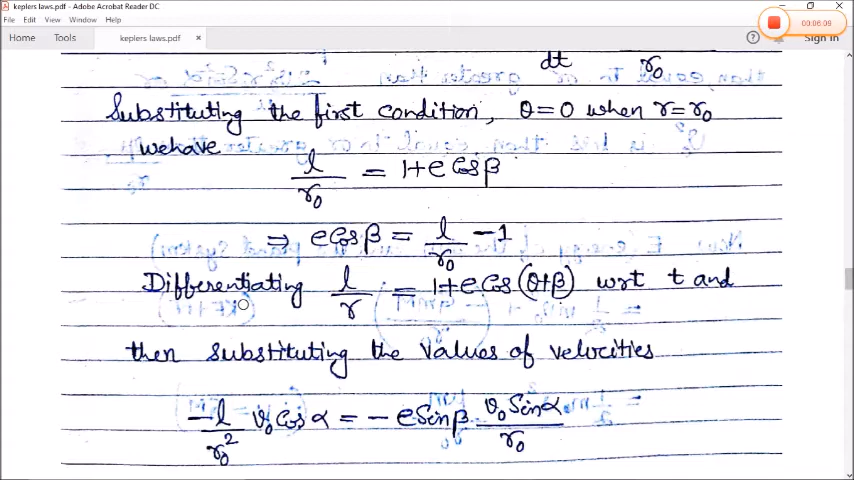 keplers laws.pdf - Adobe Acrobat Reader DC
File Edit View Window Help
Home Tools keplers laws.pdf × Sign In
00:06:09
dt r₀
Substituting the first condition, θ=0 when r=r₀
we have
l/r₀ = 1+e Cos β
⇒ e Cos β = l/r₀ - 1
Differentiating l/r = 1+e Cos (θ+β) wrt t and
then substituting the values of velocities
-l/r₀² v₀ Cos α = - e Sin β v₀ Sin α/r₀